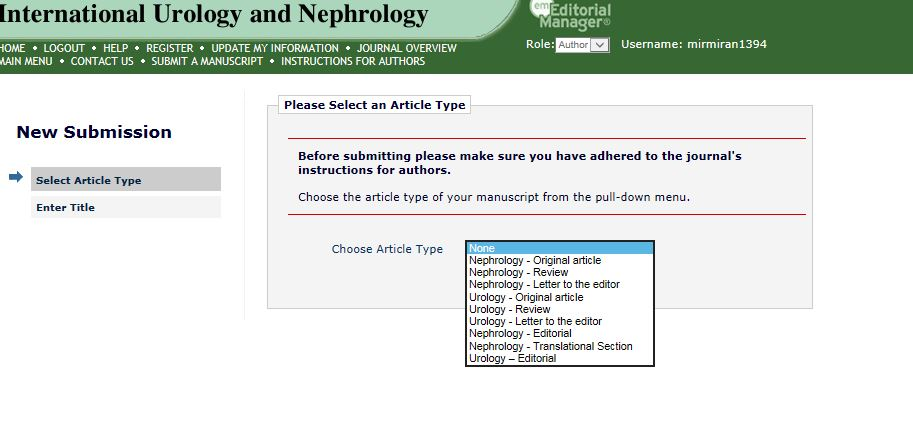 International Urology and Nephrology
em Editorial Manager®
HOME • LOGOUT • HELP • REGISTER • UPDATE MY INFORMATION • JOURNAL OVERVIEW
MAIN MENU • CONTACT US • SUBMIT A MANUSCRIPT • INSTRUCTIONS FOR AUTHORS
Role: Author Username: mirmiran1394
New Submission
Select Article Type
Enter Title
Please Select an Article Type
Before submitting please make sure you have adhered to the journal's
instructions for authors.
Choose the article type of your manuscript from the pull-down menu.
Choose Article Type
None
Nephrology - Original article
Nephrology - Review
Nephrology - Letter to the editor
Urology - Original article
Urology - Review
Urology - Letter to the editor
Nephrology - Editorial
Nephrology - Translational Section
Urology – Editorial